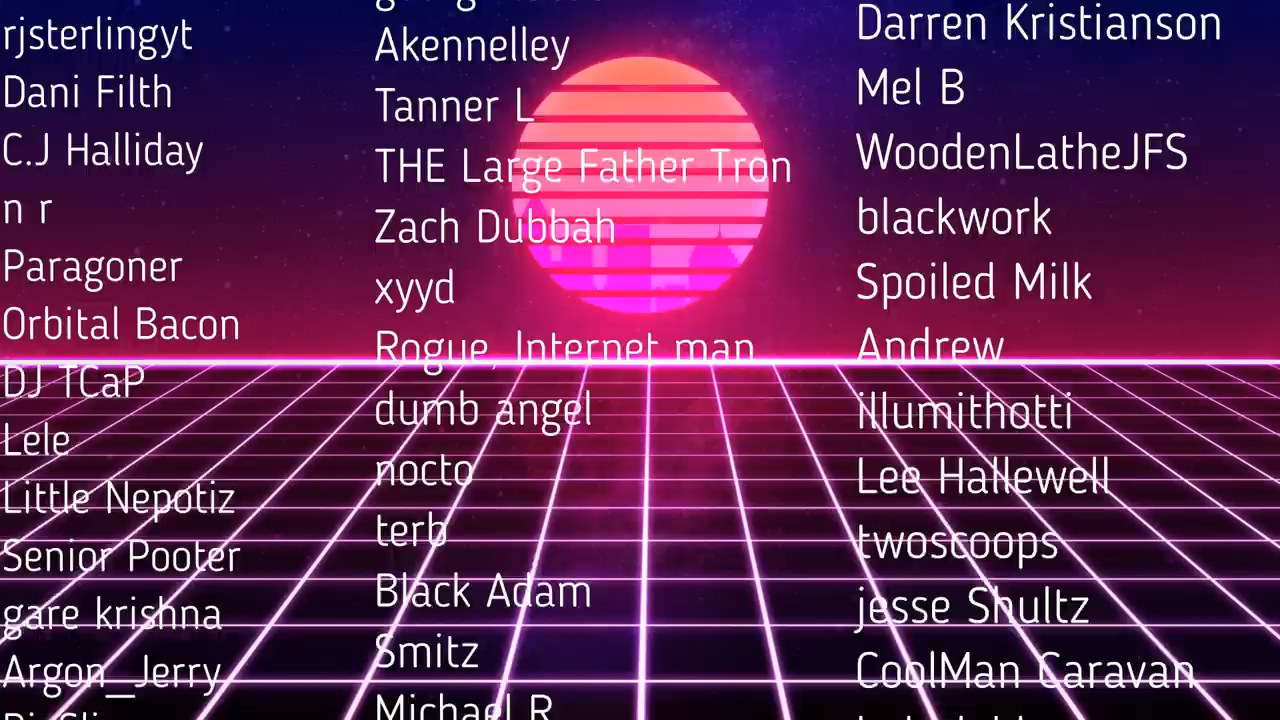 rjsterlingyt
Dani Filth
C.J Halliday
n r
Paragoner
Orbital Bacon
DJ TCaP
Lele
Little Nepotiz
Senior Pooter
gare krishna
Argon_Jerry
Akennelley
Tanner L
THE Large Father Tron
Zach Dubbah
xyyd
Rogue, Internet man
dumb angel
nocto
terb
Black Adam
Smitz
Michael R
Darren Kristianson
Mel B
WoodenLatheJFS
blackwork
Spoiled Milk
Andrew
illumithotti
Lee Hallewell
twoscoops
jesse Shultz
CoolMan Caravan